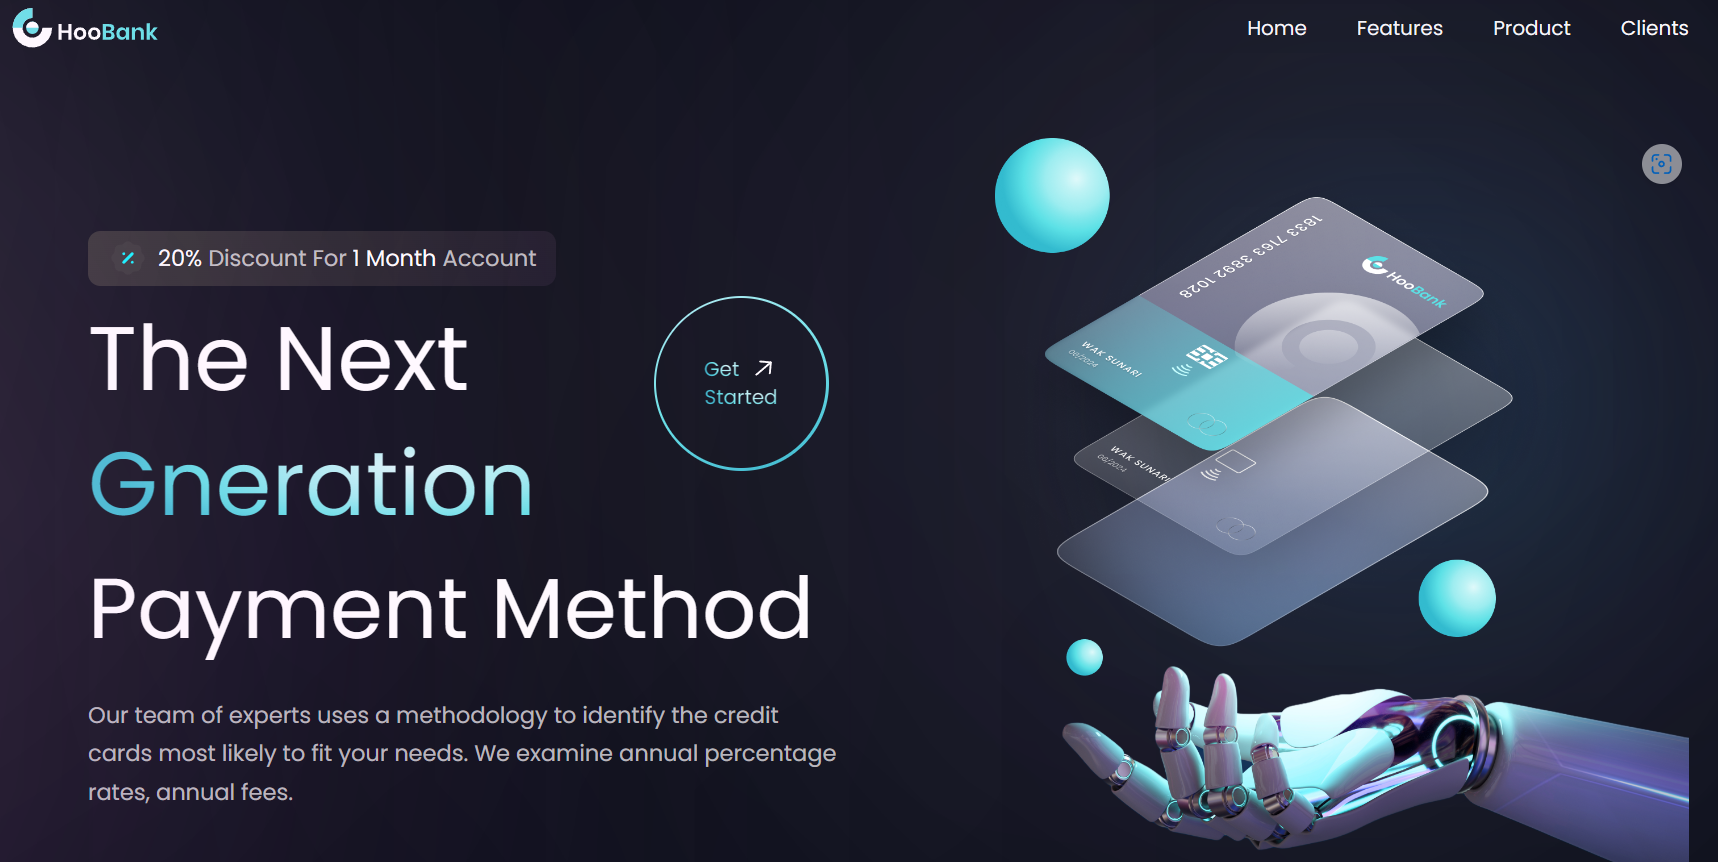 HooBank
Home Features Product Clients
20% Discount For 1 Month Account
The Next
Gneration
Payment Method
Get
Started
Our team of experts uses a methodology to identify the credit
cards most likely to fit your needs. We examine annual percentage
rates, annual fees.
1833 7163 3892 1028
HooBank
WAK SUNARI
08/2024
WAK SUNARI
08/2024